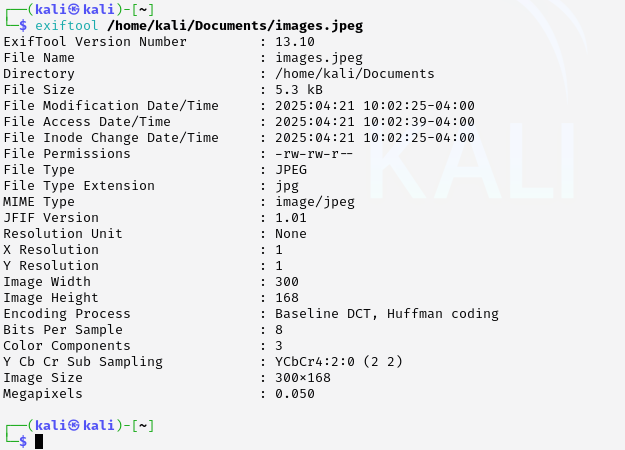 ┌──(kali㉿kali)-[~]
└─$ exiftool /home/kali/Documents/images.jpeg
ExifTool Version Number         : 13.10
File Name                       : images.jpeg
Directory                       : /home/kali/Documents
File Size                       : 5.3 kB
File Modification Date/Time     : 2025:04:21 10:02:25-04:00
File Access Date/Time           : 2025:04:21 10:02:39-04:00
File Inode Change Date/Time     : 2025:04:21 10:02:25-04:00
File Permissions                : -rw-rw-r--
File Type                       : JPEG
File Type Extension             : jpg
MIME Type                       : image/jpeg
JFIF Version                    : 1.01
Resolution Unit                 : None
X Resolution                    : 1
Y Resolution                    : 1
Image Width                     : 300
Image Height                    : 168
Encoding Process                : Baseline DCT, Huffman coding
Bits Per Sample                 : 8
Color Components                : 3
Y Cb Cr Sub Sampling            : YCbCr4:2:0 (2 2)
Image Size                      : 300×168
Megapixels                      : 0.050
KALI
┌──(kali㉿kali)-[~]
└─$